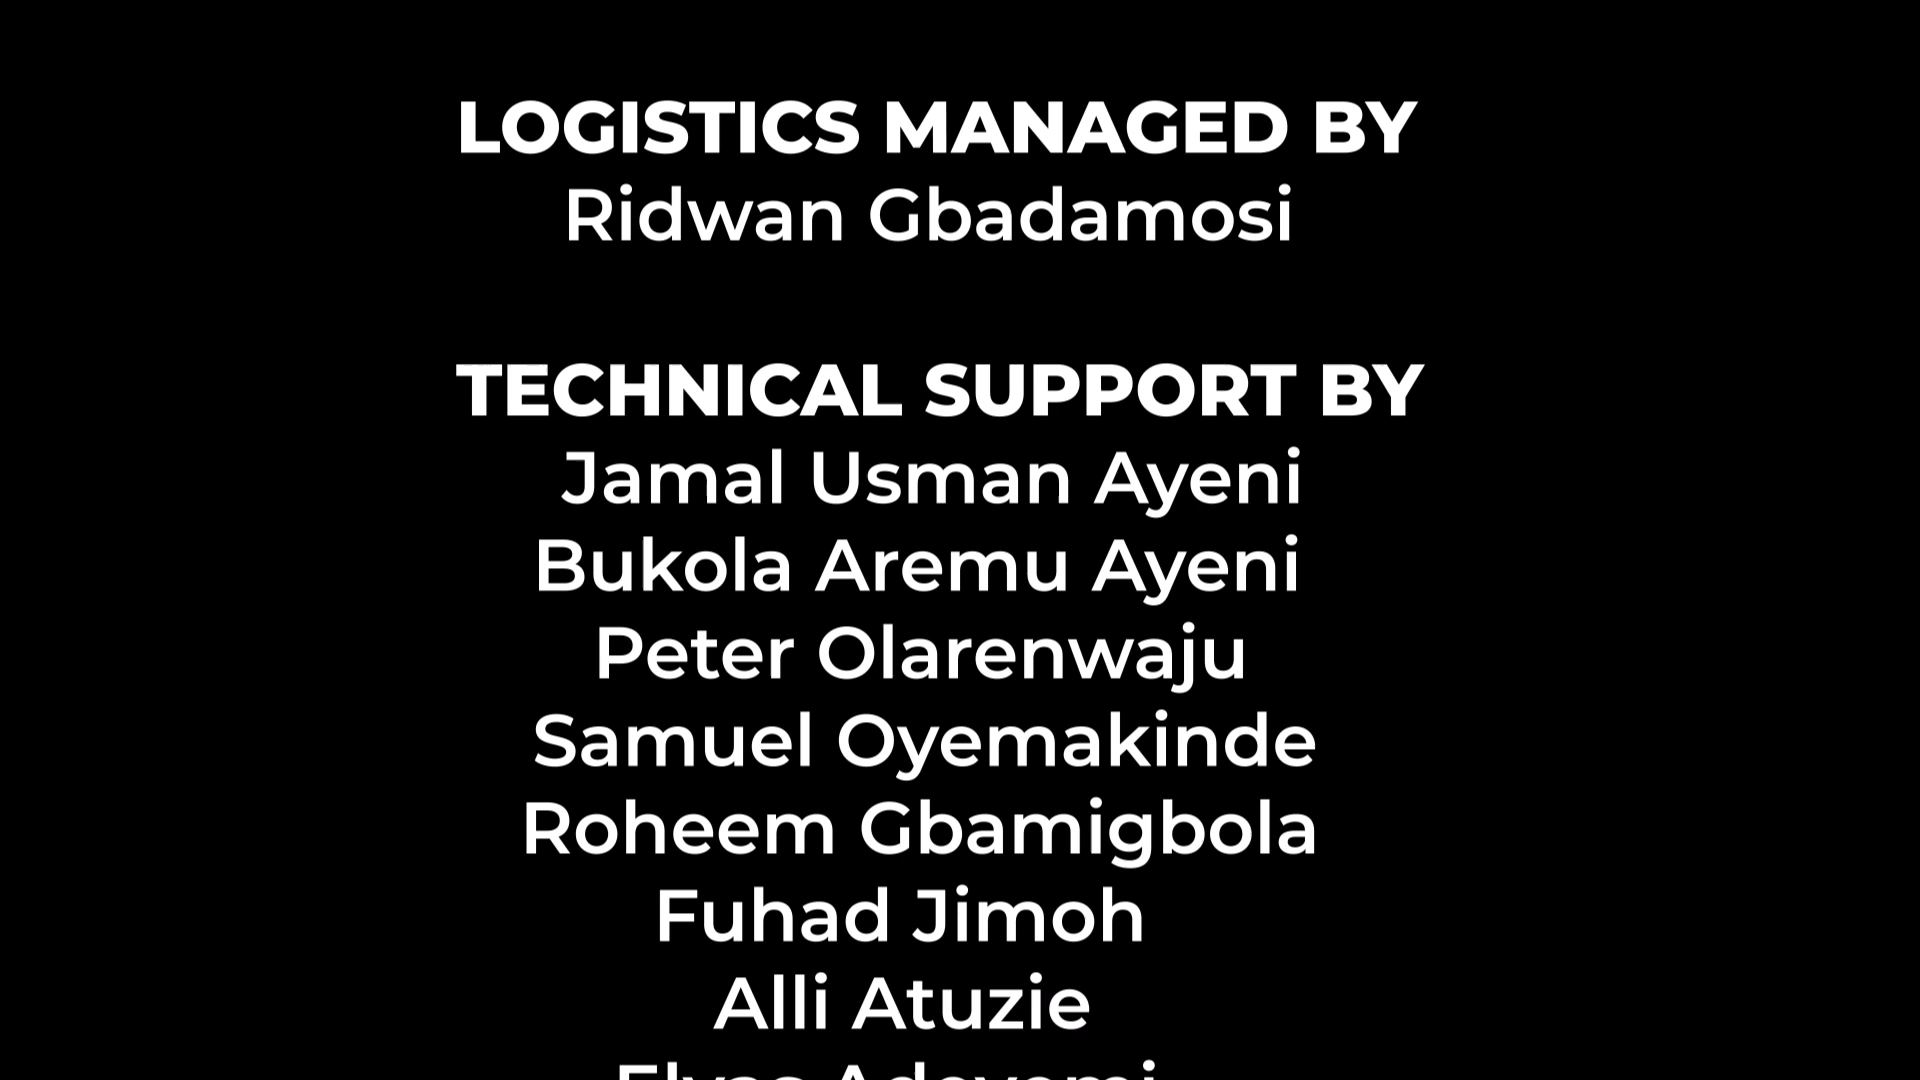 LOGISTICS MANAGED BY
Ridwan Gbadamosi
TECHNICAL SUPPORT BY
Jamal Usman Ayeni
Bukola Aremu Ayeni
Peter Olarenwaju
Samuel Oyemakinde
Roheem Gbamigbola
Fuhad Jimoh
Alli Atuzie